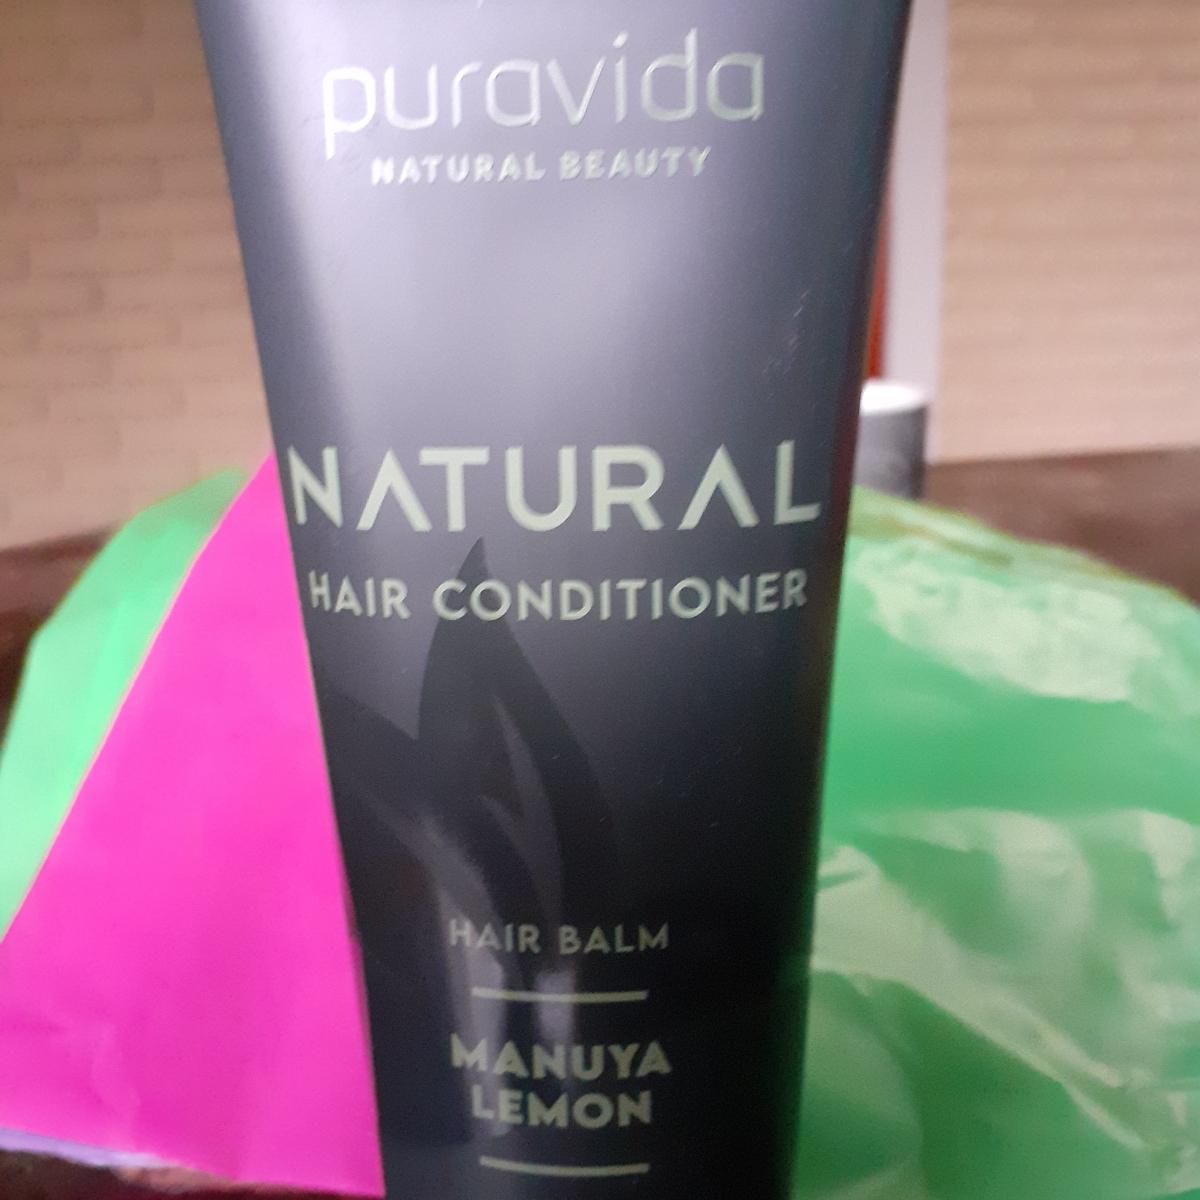 puravida
NATURAL BEAUTY
NATURAL
HAIR CONDITIONER
HAIR BALM
MANUYA
LEMON